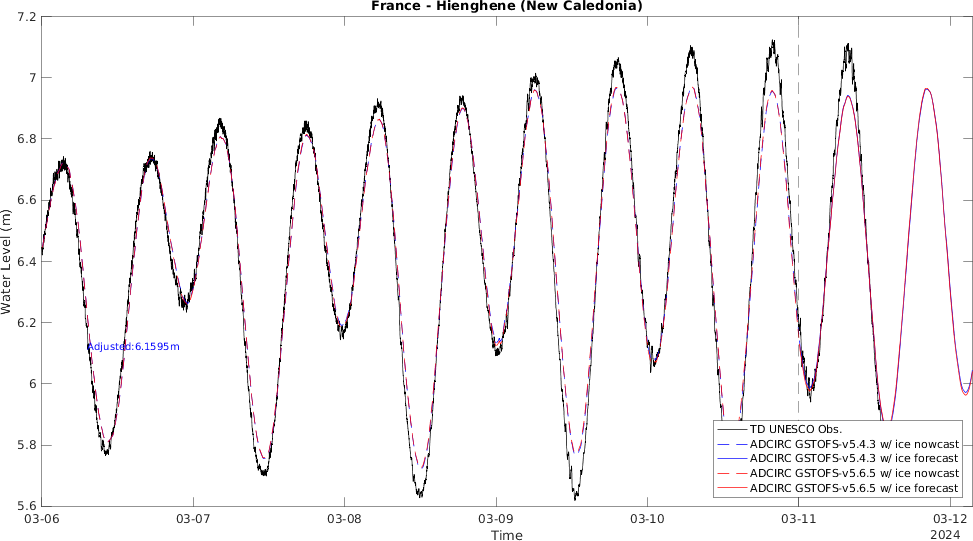 France - Hienghene (New Caledonia)
7.2
7
6.8
6.6
6.4
6.2
6
5.8
5.6
Water Level (m)
Adjusted:6.1595m
TD UNESCO Obs.
ADCIRC GSTOFS-v5.4.3 w/ ice nowcast
ADCIRC GSTOFS-v5.4.3 w/ ice forecast
ADCIRC GSTOFS-v5.6.5 w/ ice nowcast
ADCIRC GSTOFS-v5.6.5 w/ ice forecast
03-06 03-07 03-08 03-09 03-10 03-11 03-12
Time 2024